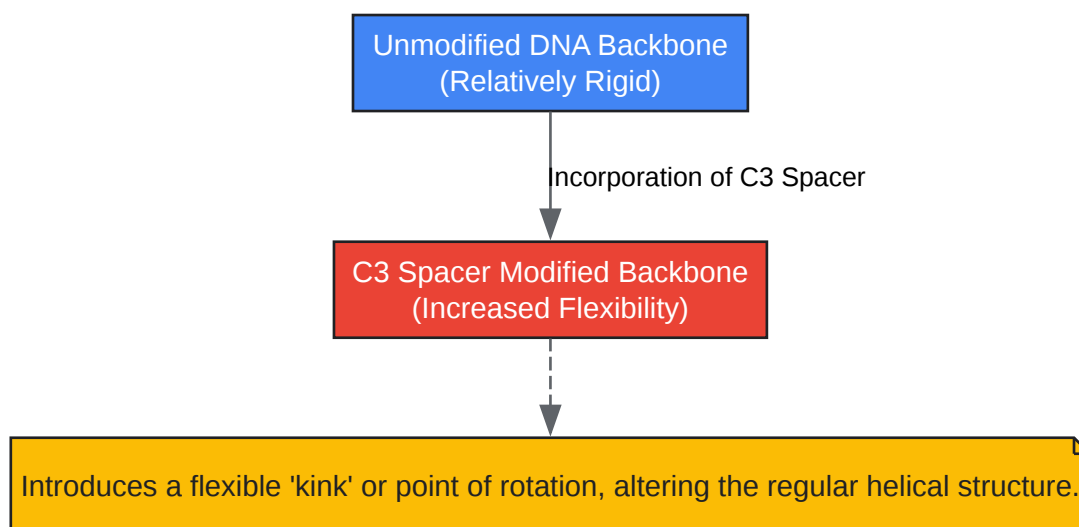 Unmodified DNA Backbone
(Relatively Rigid)
Incorporation of C3 Spacer
C3 Spacer Modified Backbone
(Increased Flexibility)
Introduces a flexible 'kink' or point of rotation, altering the regular helical structure.